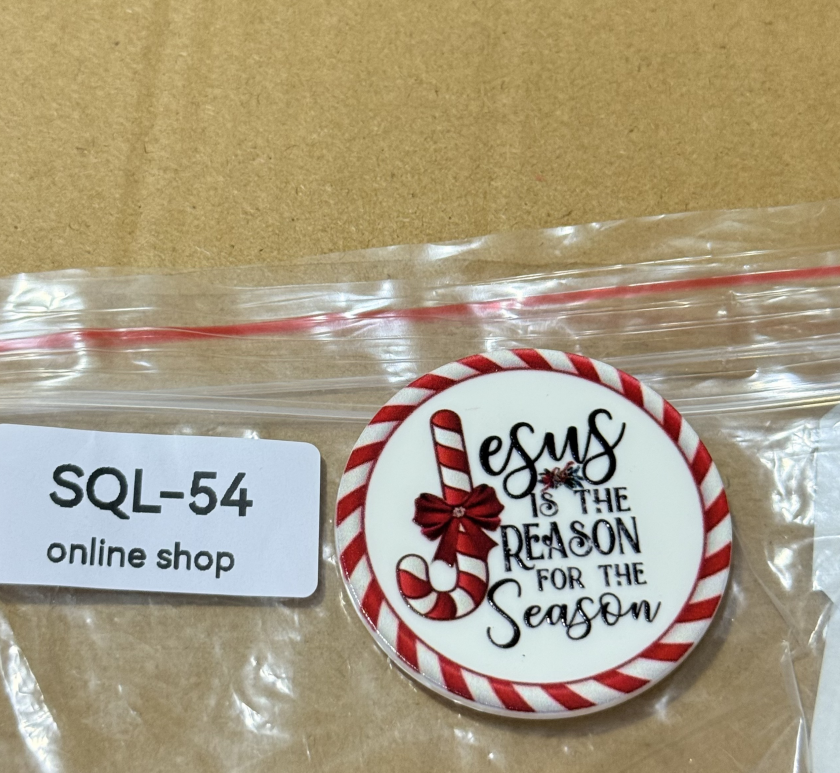 SQL-54
online shop
Jesus
IS THE
REASON
FOR THE
Season